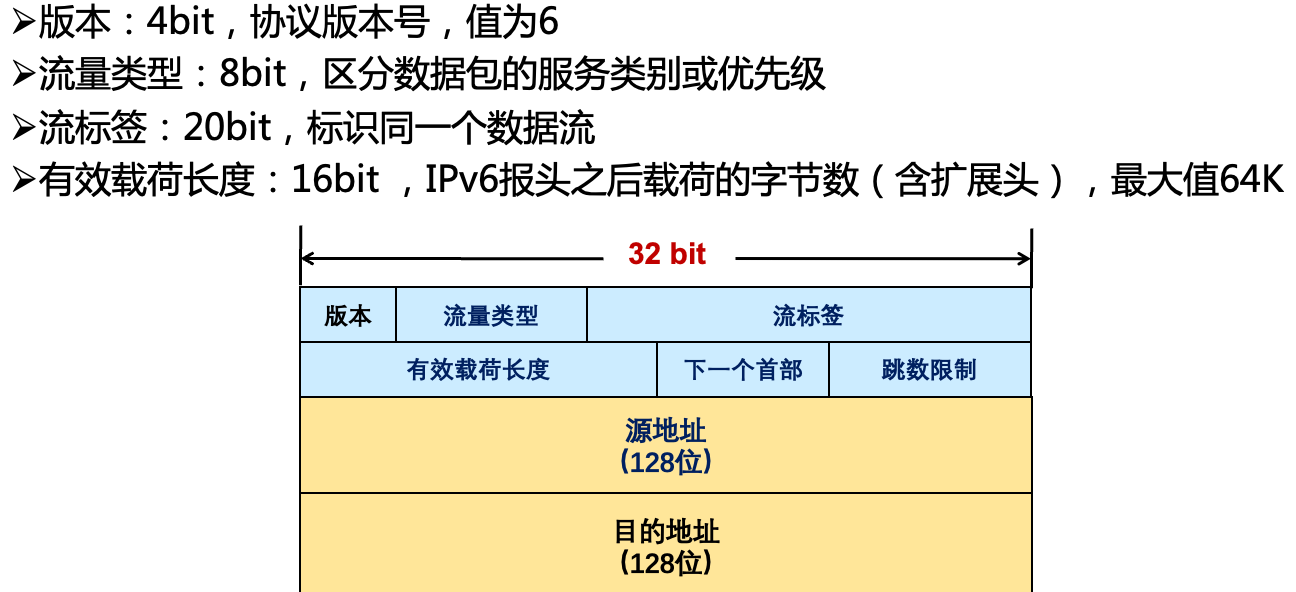 ➢版本：4bit，协议版本号，值为6
➢流量类型：8bit，区分数据包的服务类别或优先级
➢流标签：20bit，标识同一个数据流
➢有效载荷长度：16bit ，IPv6报头之后载荷的字节数（含扩展头），最大值64K
32 bit
版本 流量类型 流标签
有效载荷长度 下一个首部 跳数限制
源地址
(128位)
目的地址
(128位)